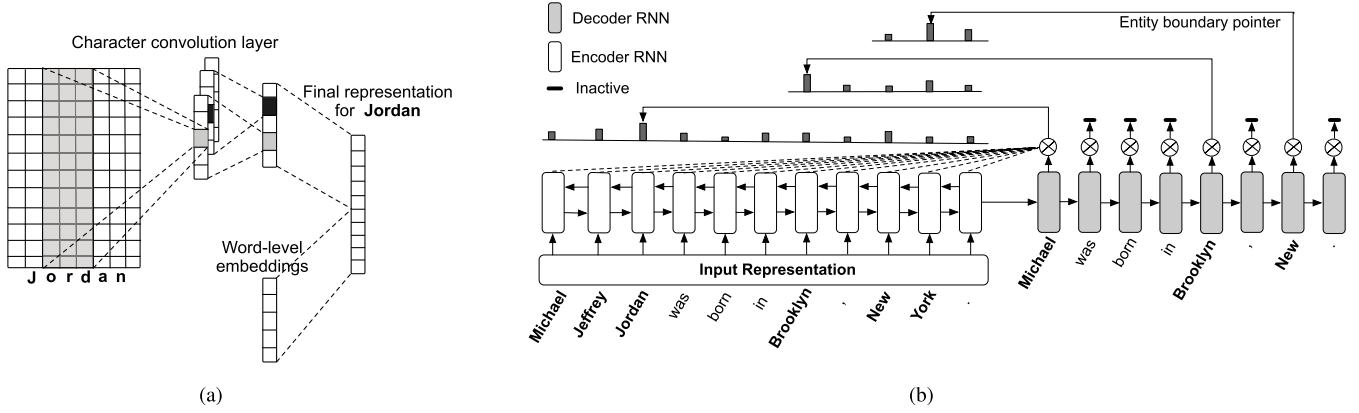 Character convolution layer
Final representation
for Jordan
Word-level
embeddings
J o r d a n
(a)
Decoder RNN
Encoder RNN
Inactive
Entity boundary pointer
Input Representation
Michael
Jeffrey
Jordan
was
born
in
Brooklyn
,
New
York
.
Michael
was
born
in
Brooklyn
,
New
.
(b)